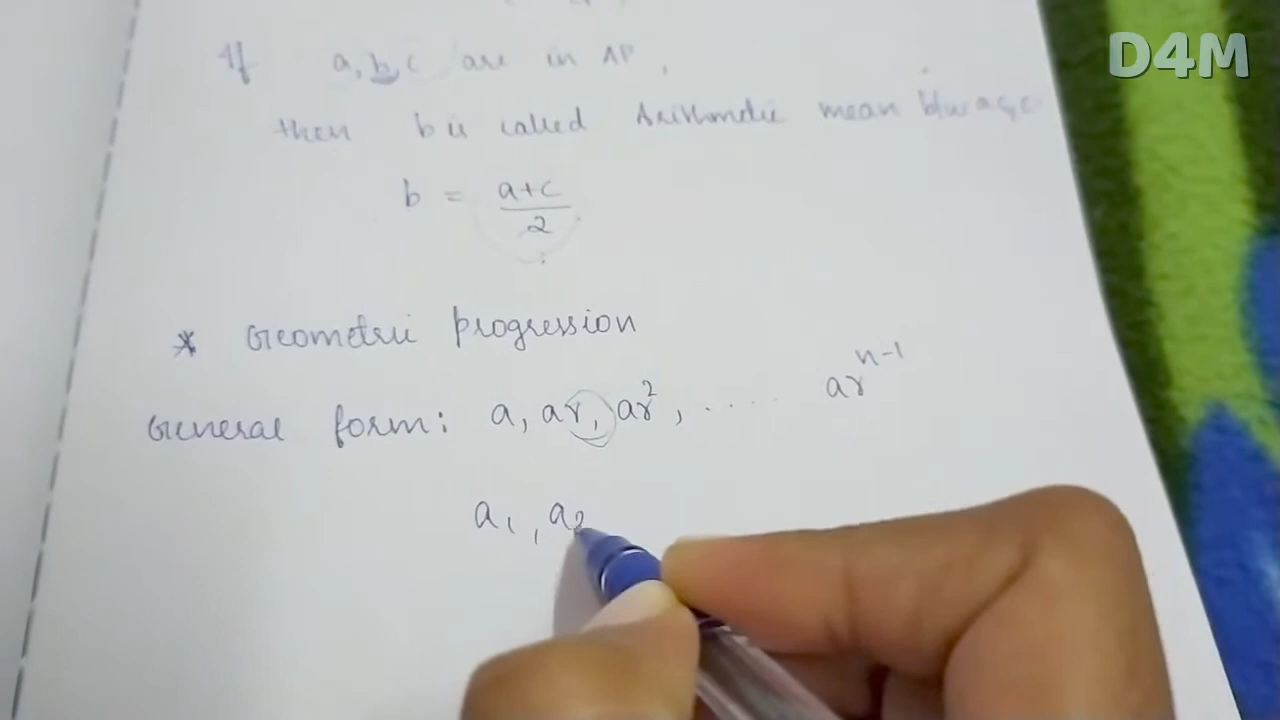 D4M
If a, b, c are in AP,
then b is called Arithmetic mean b/w a & c
b = a+c
2
* Geometric progression
General form: a, ar, ar², ..... arⁿ⁻¹
a₁, a₂